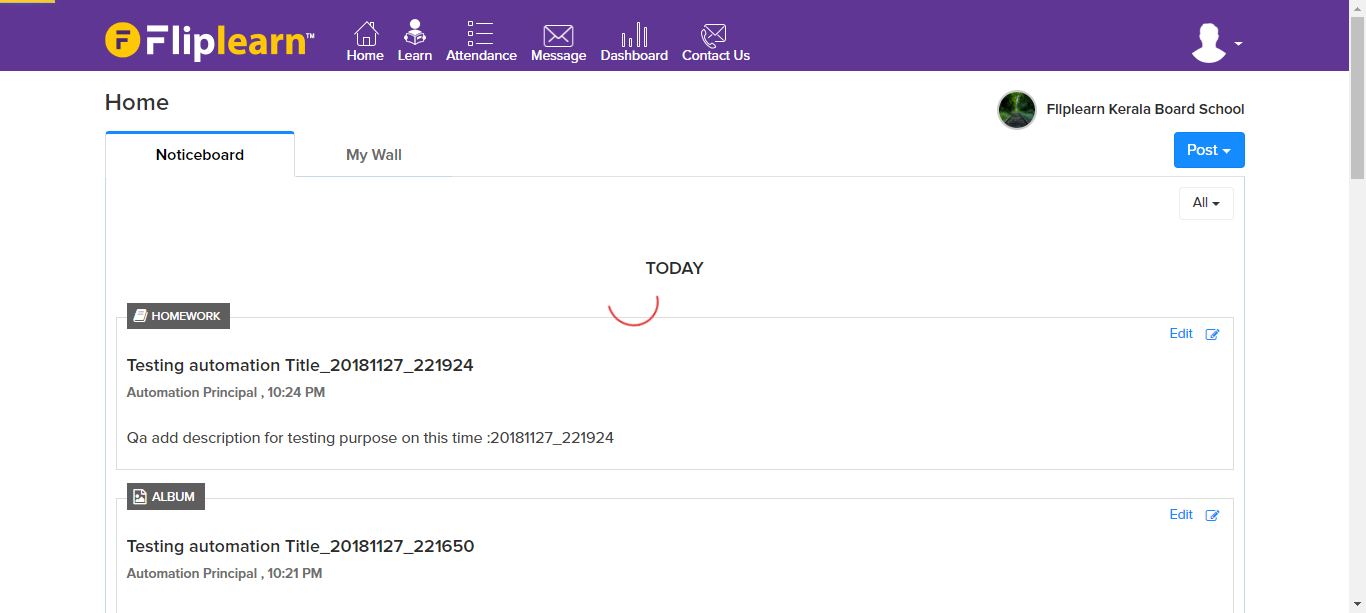 Fliplearn™
Home Learn Attendance Message Dashboard Contact Us
Home
Fliplearn Kerala Board School
Noticeboard My Wall
Post
All
TODAY
HOMEWORK
Edit
Testing automation Title_20181127_221924
Automation Principal , 10:24 PM
Qa add description for testing purpose on this time :20181127_221924
ALBUM
Edit
Testing automation Title_20181127_221650
Automation Principal , 10:21 PM